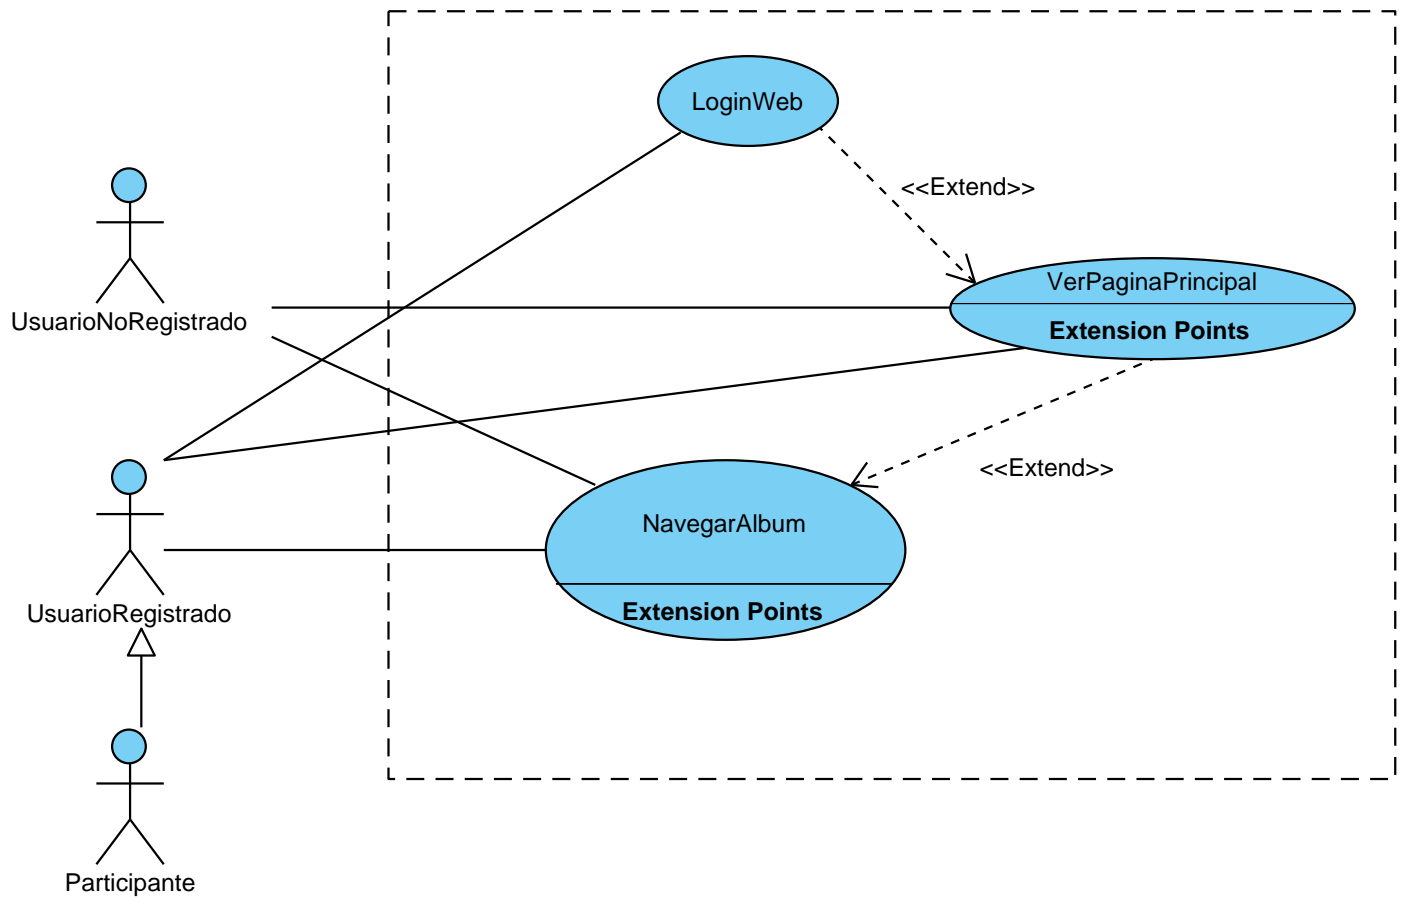 LoginWeb
<<Extend>>
VerPaginaPrincipal
Extension Points
UsuarioNoRegistrado
<<Extend>>
NavegarAlbum
Extension Points
UsuarioRegistrado
Participante